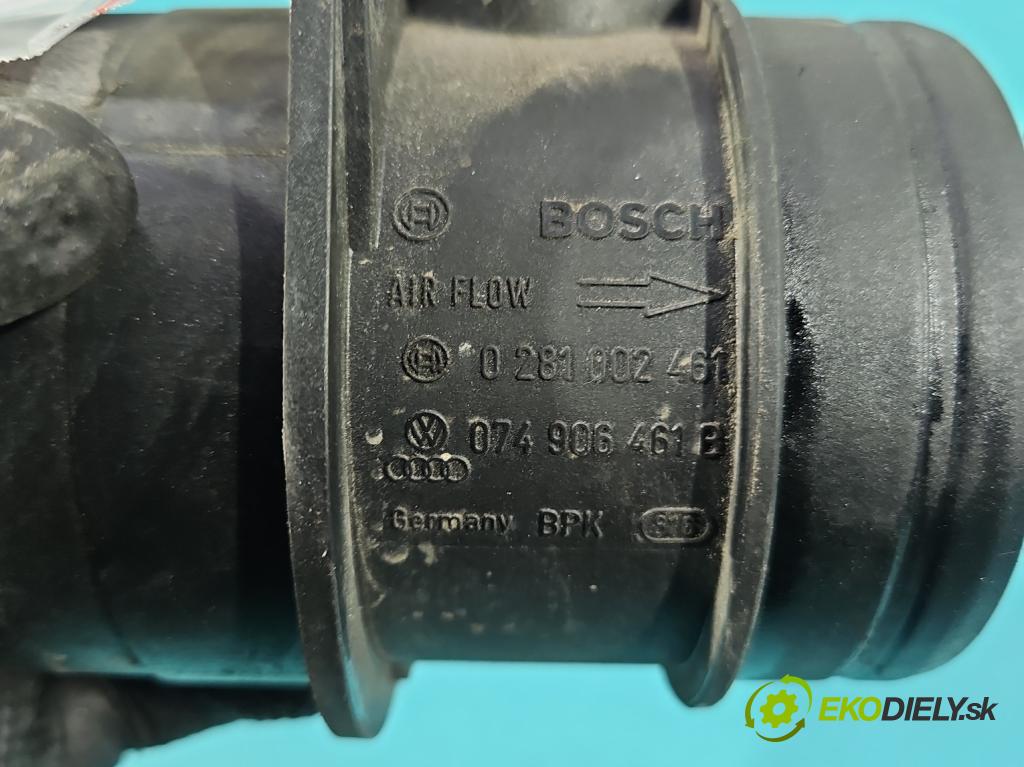 BOSCH
AIR FLOW
0 281 002 461
074 906 461 B
Germany BPK
EKODIELY.sk